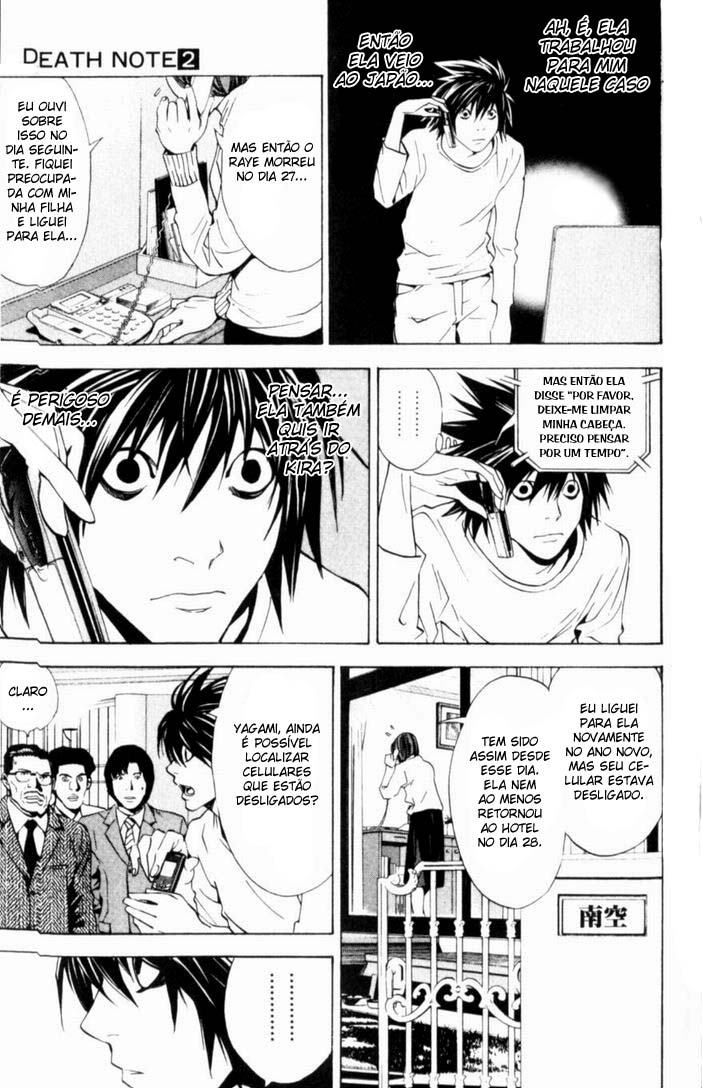 DEATH NOTE 2
AH, É, ELA
TRABALHOU
PARA MIM
NAQUELE CASO
ENTÃO
ELA VEIO
AO JAPÃO...
MAS ENTÃO O
RAYE MORREU
NO DIA 27...
EU OUVI
SOBRE
ISSO NO
DIA SEGUIN-
TE. FIQUEI
PREOCUPA-
DA COM MI-
NHA FILHA
E LIGUEI
PARA ELA...
MAS ENTÃO ELA
DISSE "POR FAVOR,
DEIXE-ME LIMPAR
MINHA CABEÇA.
PRECISO PENSAR
POR UM TEMPO".
PENSAR...
ELA TAMBÉM
QUIS IR
ATRÁS DO
KIRA?
É PERIGOSO
DEMAIS...
EU LIGUEI
PARA ELA
NOVAMENTE
NO ANO NOVO,
MAS SEU CE-
LULAR ESTAVA
DESLIGADO.
TEM SIDO
ASSIM DESDE
ESSE DIA.
ELA NEM
AO MENOS
RETORNOU
AO HOTEL
NO DIA 28.
南空
YAGAMI, AINDA
É POSSÍVEL
LOCALIZAR
CELULARES
QUE ESTÃO
DESLIGADOS?
CLARO
...